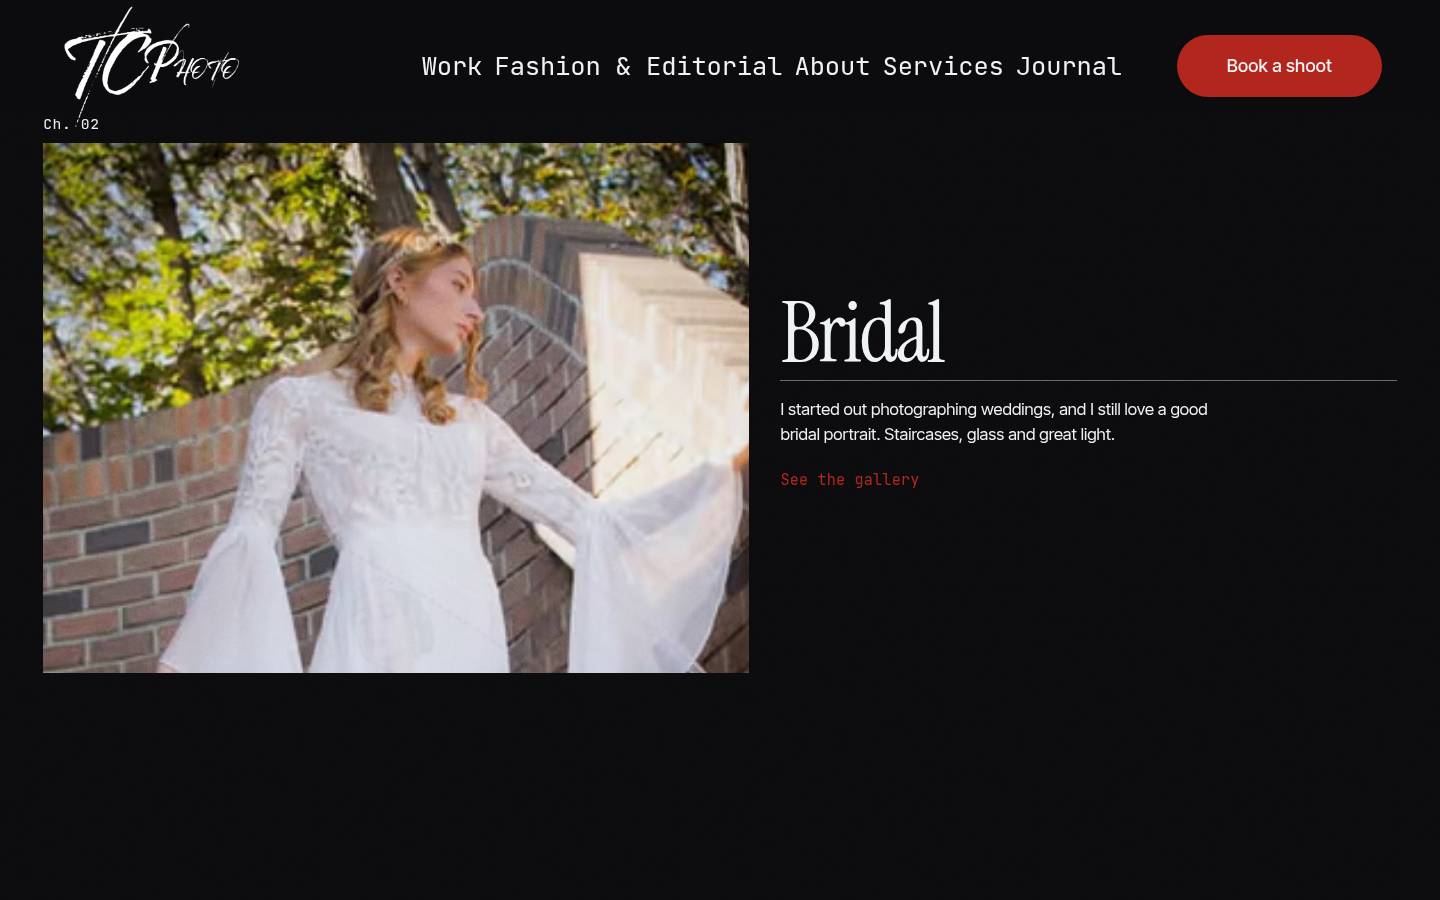 TCPhoto
Work Fashion & Editorial About Services Journal
Book a shoot
Ch. 02
Bridal
I started out photographing weddings, and I still love a good
bridal portrait. Staircases, glass and great light.
See the gallery